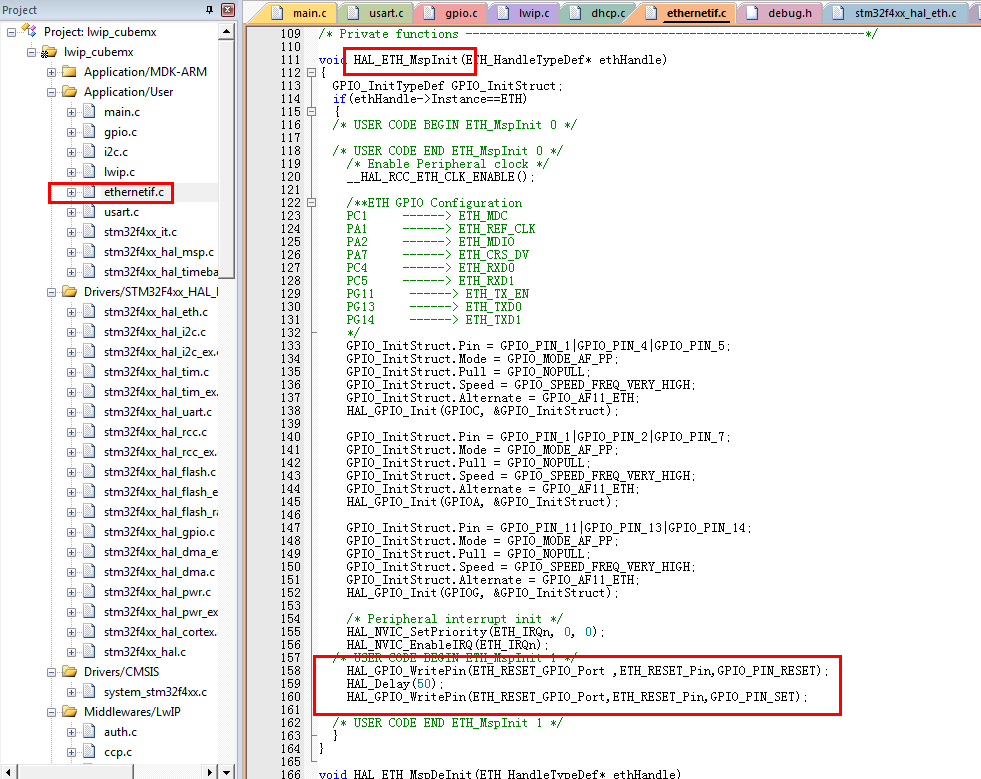 Project
Project: lwip_cubemx
lwip_cubemx
Application/MDK-ARM
Application/User
main.c
gpio.c
i2c.c
lwip.c
ethernetif.c
usart.c
stm32f4xx_it.c
stm32f4xx_hal_msp.c
stm32f4xx_hal_timeba
Drivers/STM32F4xx_HAL_
stm32f4xx_hal_eth.c
stm32f4xx_hal_i2c.c
stm32f4xx_hal_i2c_ex.
stm32f4xx_hal_tim.c
stm32f4xx_hal_tim_ex.
stm32f4xx_hal_uart.c
stm32f4xx_hal_rcc.c
stm32f4xx_hal_rcc_ex.
stm32f4xx_hal_flash.c
stm32f4xx_hal_flash_e
stm32f4xx_hal_flash_ra
stm32f4xx_hal_gpio.c
stm32f4xx_hal_dma_e
stm32f4xx_hal_dma.c
stm32f4xx_hal_pwr.c
stm32f4xx_hal_pwr_ex
stm32f4xx_hal_cortex.
stm32f4xx_hal.c
Drivers/CMSIS
system_stm32f4xx.c
Middlewares/LwIP
auth.c
ccp.c
main.c usart.c gpio.c lwip.c dhcp.c ethernetif.c debug.h stm32f4xx_hal_eth.c
109 /* Private functions ---------------------------------------------------------*/
110
111 void HAL_ETH_MspInit(ETH_HandleTypeDef* ethHandle)
112 {
113 GPIO_InitTypeDef GPIO_InitStruct;
114 if(ethHandle->Instance==ETH)
115 {
116 /* USER CODE BEGIN ETH_MspInit 0 */
117
118 /* USER CODE END ETH_MspInit 0 */
119 /* Enable Peripheral clock */
120 __HAL_RCC_ETH_CLK_ENABLE();
121
122 /**ETH GPIO Configuration
123 PC1 ------> ETH_MDC
124 PA1 ------> ETH_REF_CLK
125 PA2 ------> ETH_MDIO
126 PA7 ------> ETH_CRS_DV
127 PC4 ------> ETH_RXD0
128 PC5 ------> ETH_RXD1
129 PG11 ------> ETH_TX_EN
130 PG13 ------> ETH_TXD0
131 PG14 ------> ETH_TXD1
132 */
133 GPIO_InitStruct.Pin = GPIO_PIN_1|GPIO_PIN_4|GPIO_PIN_5;
134 GPIO_InitStruct.Mode = GPIO_MODE_AF_PP;
135 GPIO_InitStruct.Pull = GPIO_NOPULL;
136 GPIO_InitStruct.Speed = GPIO_SPEED_FREQ_VERY_HIGH;
137 GPIO_InitStruct.Alternate = GPIO_AF11_ETH;
138 HAL_GPIO_Init(GPIOC, &GPIO_InitStruct);
139
140 GPIO_InitStruct.Pin = GPIO_PIN_1|GPIO_PIN_2|GPIO_PIN_7;
141 GPIO_InitStruct.Mode = GPIO_MODE_AF_PP;
142 GPIO_InitStruct.Pull = GPIO_NOPULL;
143 GPIO_InitStruct.Speed = GPIO_SPEED_FREQ_VERY_HIGH;
144 GPIO_InitStruct.Alternate = GPIO_AF11_ETH;
145 HAL_GPIO_Init(GPIOA, &GPIO_InitStruct);
146
147 GPIO_InitStruct.Pin = GPIO_PIN_11|GPIO_PIN_13|GPIO_PIN_14;
148 GPIO_InitStruct.Mode = GPIO_MODE_AF_PP;
149 GPIO_InitStruct.Pull = GPIO_NOPULL;
150 GPIO_InitStruct.Speed = GPIO_SPEED_FREQ_VERY_HIGH;
151 GPIO_InitStruct.Alternate = GPIO_AF11_ETH;
152 HAL_GPIO_Init(GPIOG, &GPIO_InitStruct);
153
154 /* Peripheral interrupt init */
155 HAL_NVIC_SetPriority(ETH_IRQn, 0, 0);
156 HAL_NVIC_EnableIRQ(ETH_IRQn);
157 /* USER CODE BEGIN ETH_MspInit 1 */
158 HAL_GPIO_WritePin(ETH_RESET_GPIO_Port ,ETH_RESET_Pin,GPIO_PIN_RESET);
159 HAL_Delay(50);
160 HAL_GPIO_WritePin(ETH_RESET_GPIO_Port,ETH_RESET_Pin,GPIO_PIN_SET);
161
162 /* USER CODE END ETH_MspInit 1 */
163 }
164 }
165
166 void HAL_ETH_MspDeInit(ETH_HandleTypeDef* ethHandle)